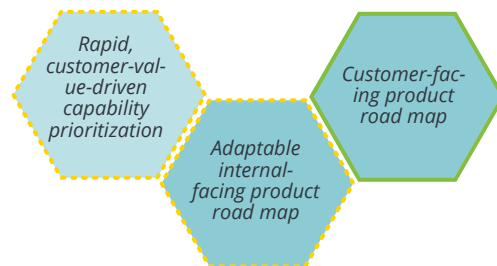 Rapid,
customer-val-
ue-driven
capability
prioritization
Adaptable
internal-
facing product
road map
Customer-fac-
ing product
road map